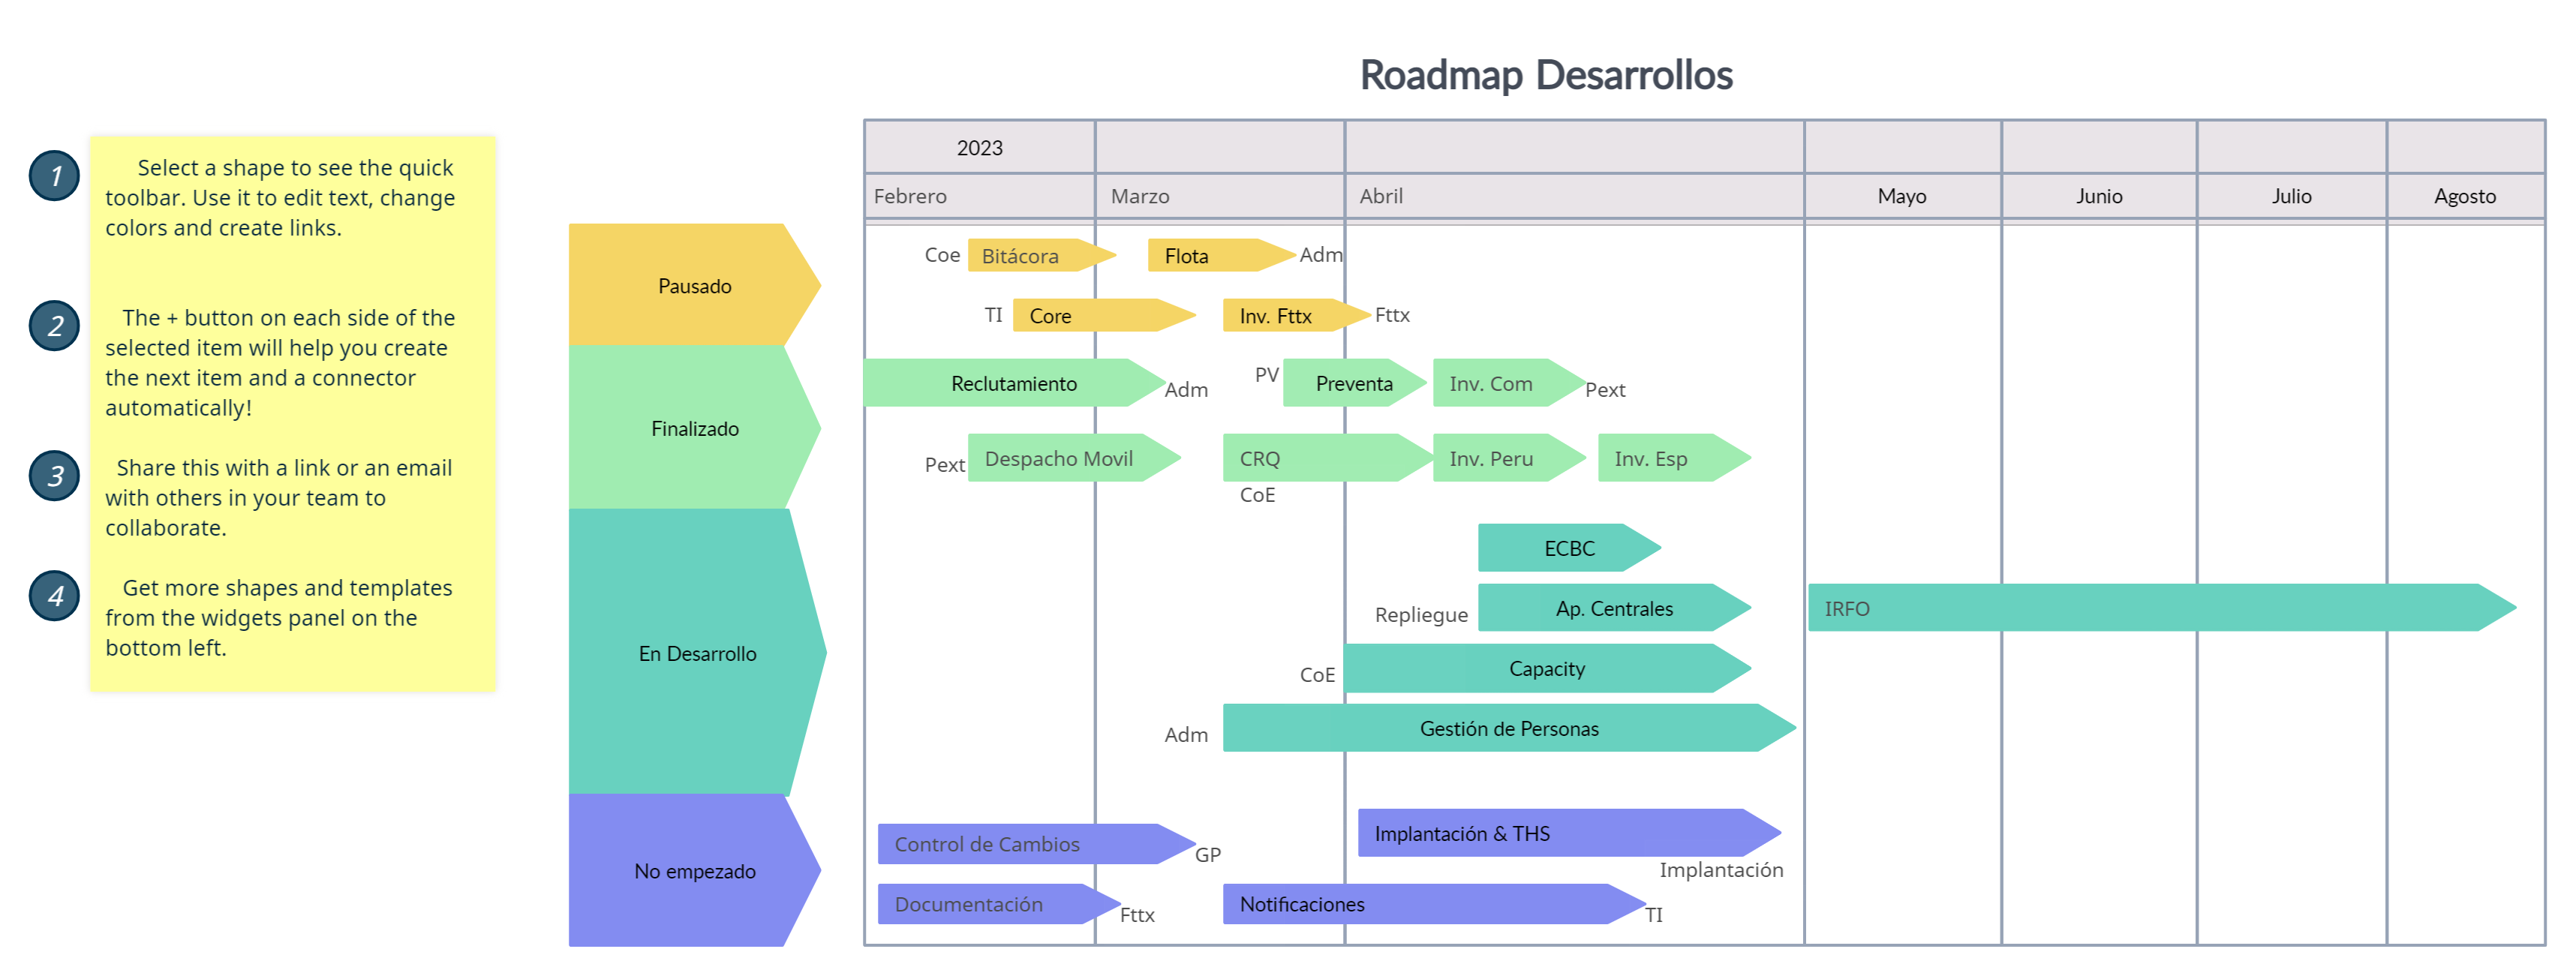 Roadmap Desarrollos
1
Select a shape to see the quick
toolbar. Use it to edit text, change
colors and create links.
2
The + button on each side of the
selected item will help you create
the next item and a connector
automatically!
3
Share this with a link or an email
with others in your team to
collaborate.
4
Get more shapes and templates
from the widgets panel on the
bottom left.
2023
Febrero
Marzo
Abril
Mayo
Junio
Julio
Agosto
Pausado
Coe
Bitácora
Flota
Adm
TI
Core
Inv. Fttx
Fttx
Finalizado
Reclutamiento
Adm
PV
Preventa
Inv. Com
Pext
Pext
Despacho Movil
CRQ
CoE
Inv. Peru
Inv. Esp
En Desarrollo
ECBC
Repliegue
Ap. Centrales
IRFO
CoE
Capacity
Adm
Gestión de Personas
No empezado
Control de Cambios
GP
Implantación & THS
Implantación
Documentación
Fttx
Notificaciones
TI